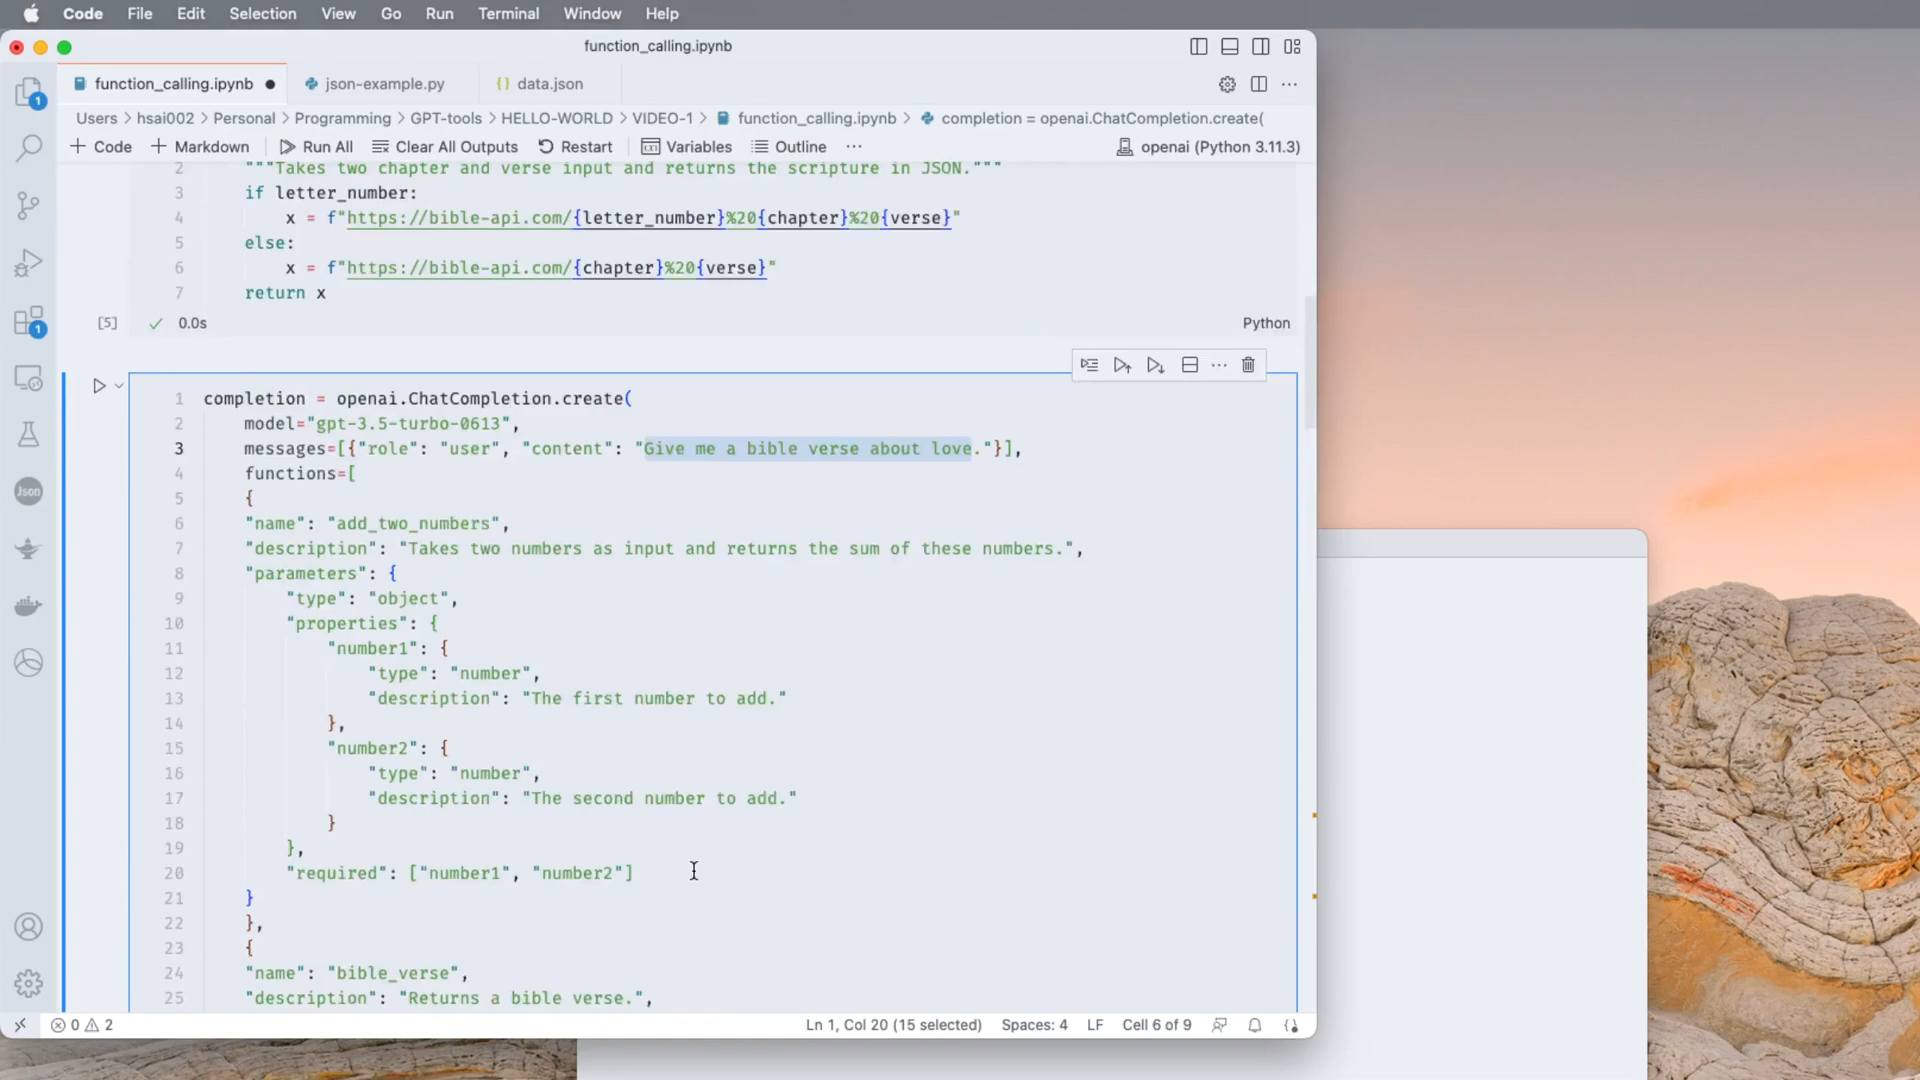 Code File Edit Selection View Go Run Terminal Window Help
function_calling.ipynb
function_calling.ipynb json-example.py {} data.json
Users > hsai002 > Personal > Programming > GPT-tools > HELLO-WORLD > VIDEO-1 > function_calling.ipynb > completion = openai.ChatCompletion.create(
+ Code + Markdown Run All Clear All Outputs Restart Variables Outline ... openai (Python 3.11.3)
2 """Takes two chapter and verse input and returns the scripture in JSON."""
3 if letter_number:
4 x = f"https://bible-api.com/{letter_number}%20{chapter}%20{verse}"
5 else:
6 x = f"https://bible-api.com/{chapter}%20{verse}"
7 return x
[5] ✓ 0.0s Python
1 completion = openai.ChatCompletion.create(
2 model="gpt-3.5-turbo-0613",
3 messages=[{"role": "user", "content": "Give me a bible verse about love."}],
4 functions=[
5 {
6 "name": "add_two_numbers",
7 "description": "Takes two numbers as input and returns the sum of these numbers.",
8 "parameters": {
9 "type": "object",
10 "properties": {
11 "number1": {
12 "type": "number",
13 "description": "The first number to add."
14 },
15 "number2": {
16 "type": "number",
17 "description": "The second number to add."
18 }
19 },
20 "required": ["number1", "number2"]
21 }
22 },
23 {
24 "name": "bible_verse",
25 "description": "Returns a bible verse.",
1
1
Json
0 2 Ln 1, Col 20 (15 selected) Spaces: 4 LF Cell 6 of 9